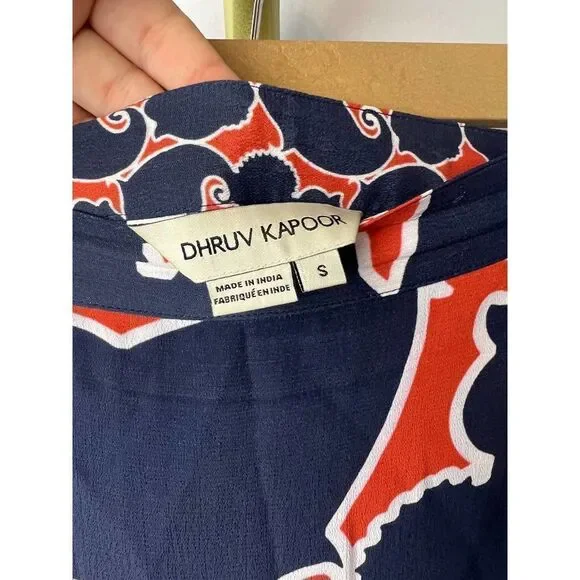 DHRUV KAPOOR
MADE IN INDIA
FABRIQUÉ EN INDE
S